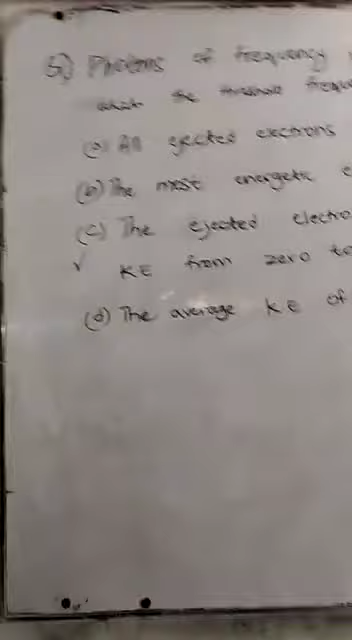 5) Photons of frequency
which the threshold frequ
(a) All ejected electrons
(b) The most energetic e
(c) The ejected electro
✓ KE from zero to
(d) The average KE of